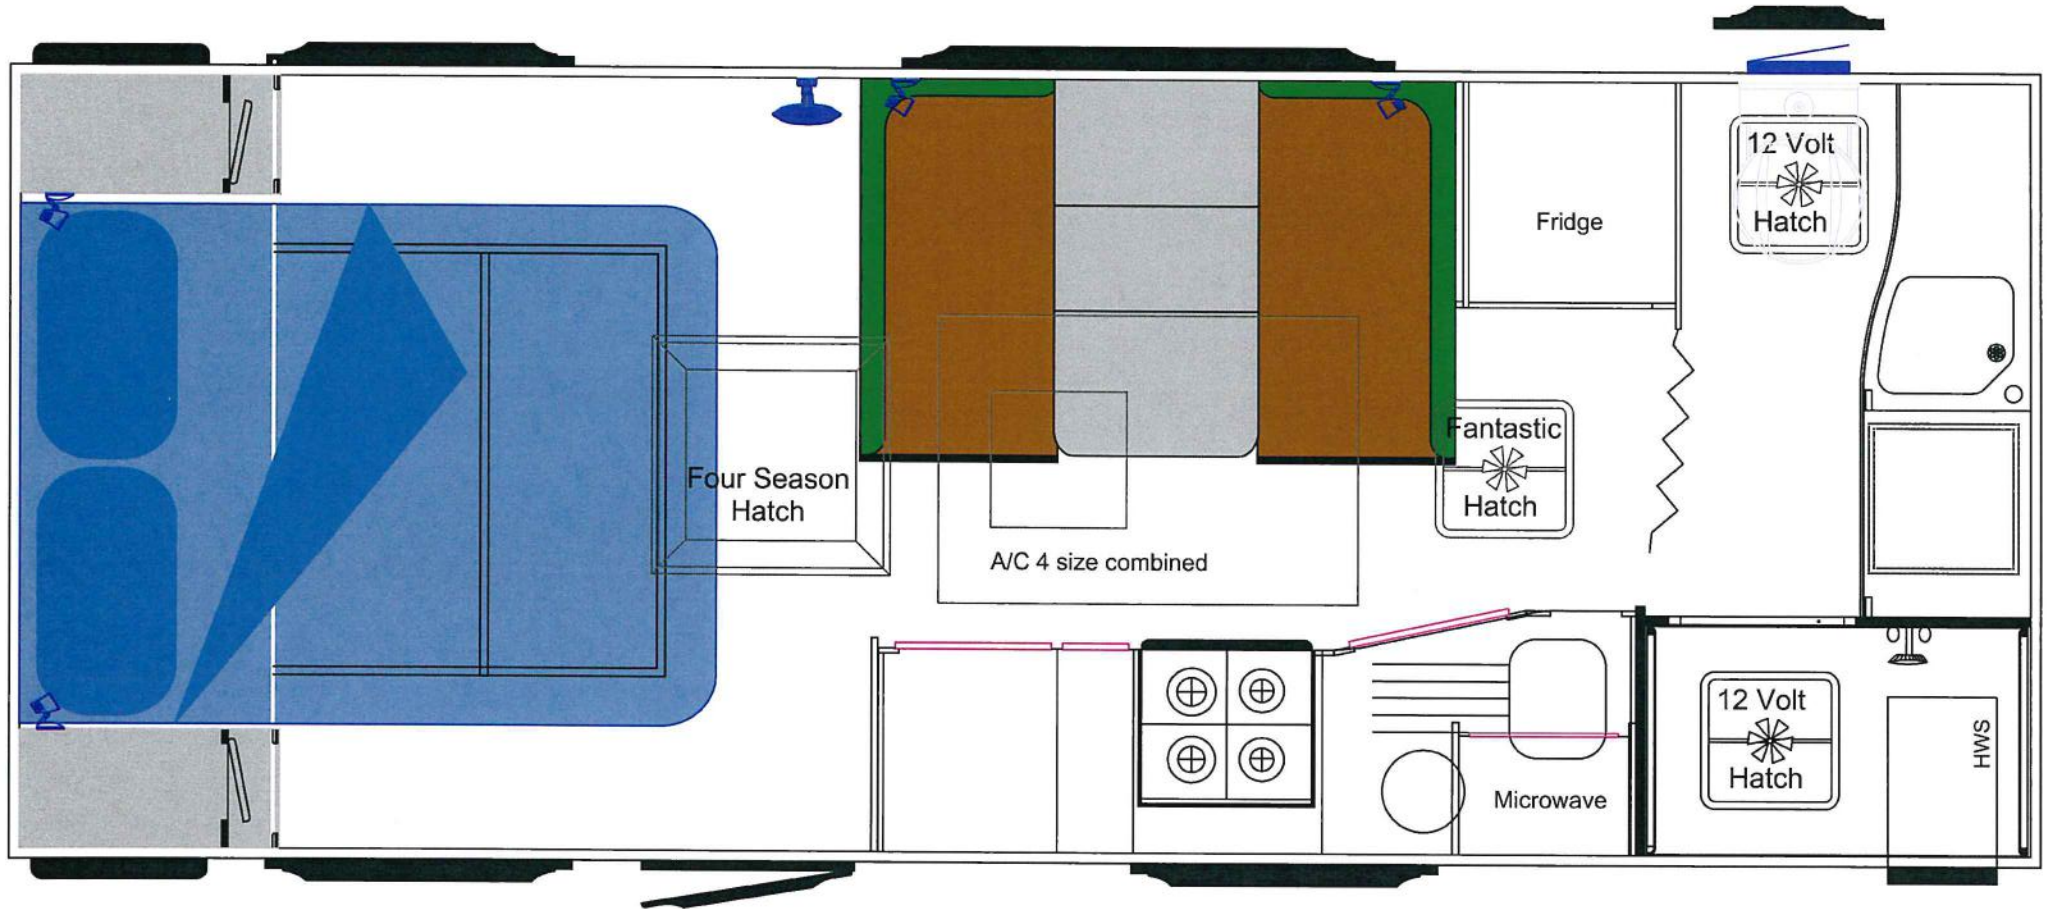 12 Volt
Hatch
Fridge
Fantastic
Hatch
Four Season
Hatch
A/C 4 size combined
12 Volt
Hatch
HWS
Microwave